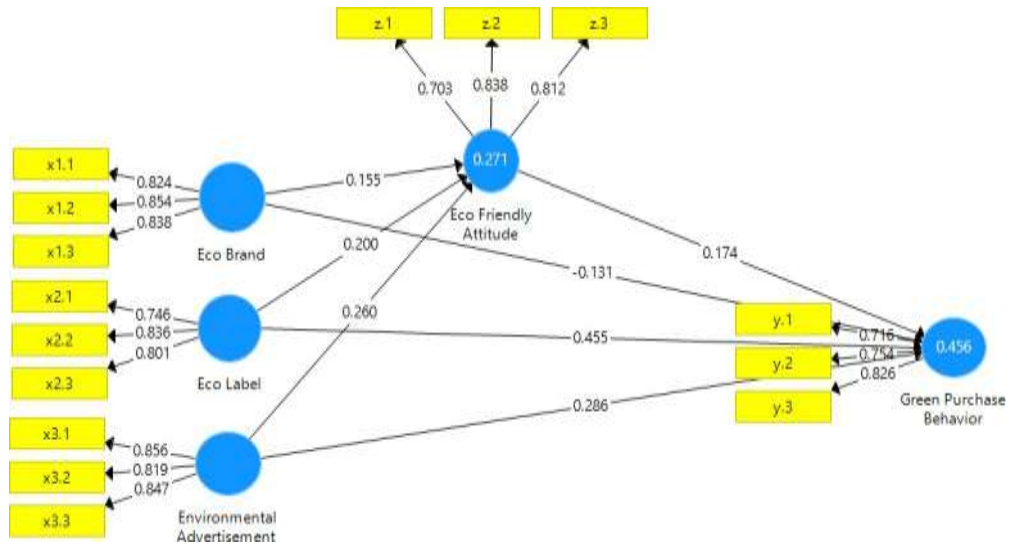 z.1
z.2
z.3
0.703
0.838
0.812
x1.1
x1.2
x1.3
0.824
0.854
0.838
Eco Brand
0.271
Eco Friendly
Attitude
0.155
0.200
0.260
0.174
-0.131
x2.1
x2.2
x2.3
0.746
0.836
0.801
Eco Label
0.455
y.1
y.2
y.3
0.716
0.754
0.826
0.456
Green Purchase
Behavior
0.286
x3.1
x3.2
x3.3
0.856
0.819
0.847
Environmental
Advertisement